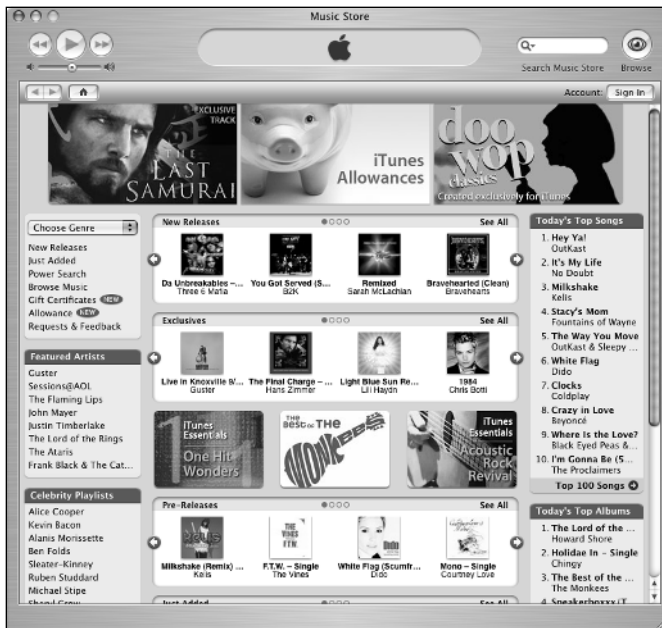 Music Store
Search Music Store
Browse
Account: Sign In
EXCLUSIVE
TRACK
THE
LAST
SAMURAI
iTunes
Allowances
doo
wop
classics
Created exclusively for iTunes
Choose Genre
New Releases
Just Added
Power Search
Browse Music
Gift Certificates NEW
Allowance NEW
Requests & Feedback
Featured Artists
Guster
Sessions@AOL
The Flaming Lips
John Mayer
Justin Timberlake
The Lord of the Rings
The Ataris
Frank Black & The Cat...
Celebrity Playlists
Alice Cooper
Kevin Bacon
Alanis Morissette
Ben Folds
Sleater-Kinney
Ruben Studdard
Michael Stipe
Sheryl Crow
New Releases See All
Da Unbreakables –...
Three 6 Mafia
You Got Served (S...
B2K
Remixed
Sarah McLachlan
Bravehearted (Clean)
Bravehearts
Exclusives See All
Live in Knoxville 8/...
Guster
The Final Charge – ...
Hans Zimmer
Light Blue Sun Re...
Lili Haydn
1984
Chris Botti
iTunes
Essentials
One Hit
Wonders
THE
BEST OF THE
MONKEES
iTunes
Essentials
Acoustic
Rock
Revival
Pre-Releases See All
Milkshake (Remix) ...
Kelis
F.T.W. – Single
The Vines
White Flag (Scumfr...
Dido
Mono – Single
Courtney Love
Just Added See All
Today's Top Songs
1. Hey Ya!
OutKast
2. It's My Life
No Doubt
3. Milkshake
Kelis
4. Stacy's Mom
Fountains of Wayne
5. The Way You Move
OutKast & Sleepy ...
6. White Flag
Dido
7. Clocks
Coldplay
8. Crazy in Love
Beyoncé
9. Where Is the Love?
Black Eyed Peas &...
10. I'm Gonna Be (5...
The Proclaimers
Top 100 Songs
Today's Top Albums
1. The Lord of the ...
Howard Shore
2. Holidae In – Single
Chingy
3. The Best of the ...
The Monkees
4. Speakerboxxx/T...